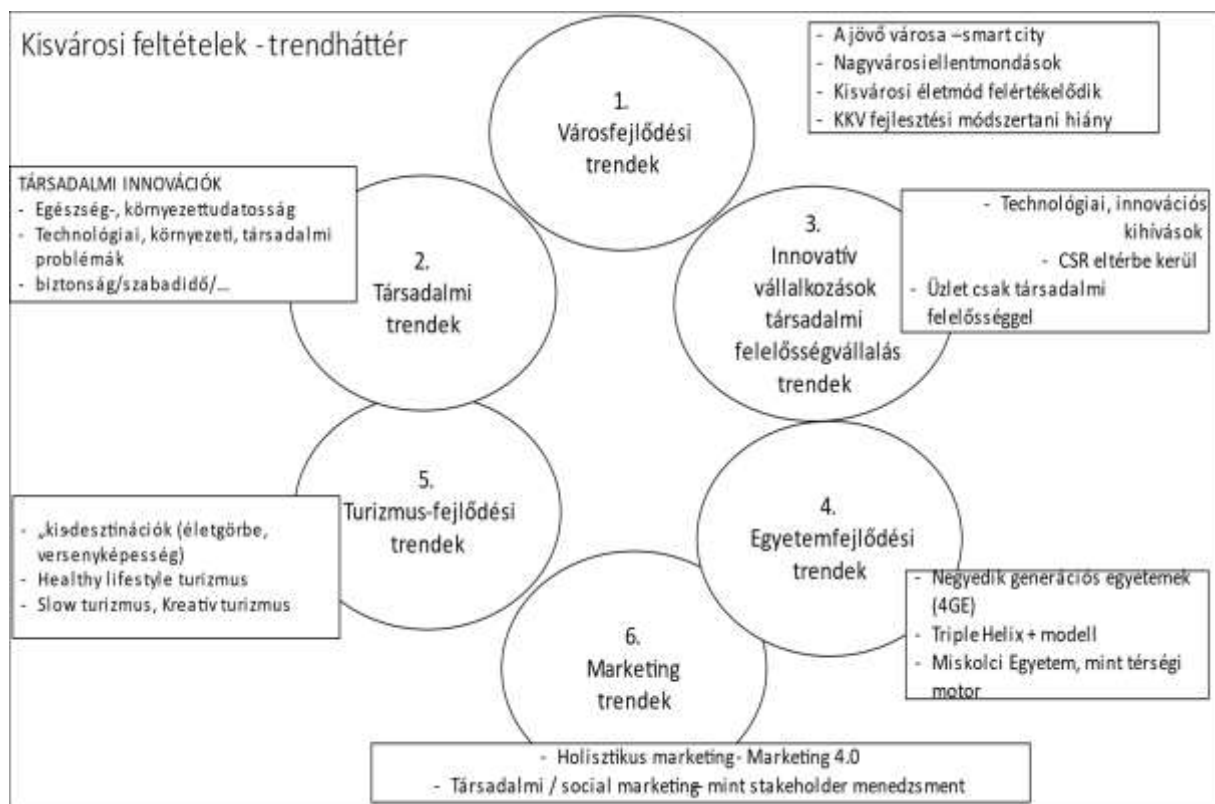 Kisvárosi feltételek - trendháttér
- A jövő városa –smart city
- Nagyvárosiellentmondások
- Kisvárosi életmód felértékelődik
- KKV fejlesztési módszertani hiány
1.
Városfejlődési
trendek
TÁRSADALMI INNOVÁCIÓK
- Egészség-, környezettudatosság
- Technológiai, környezeti, társadalmi
problémák
- biztonság/szabadidő/...
2.
Társadalmi
trendek
3.
Innovatív
vállalkozások
társadalmi
felelősségvállalás
trendek
- Technológiai, innovációs
kihívások
- CSR eltérbe kerül
- Üzlet csak társadalmi
felelősséggel
5.
Turizmus-fejlődési
trendek
- „kis-desztinációk (életgörbe,
versenyképesség)
- Healthy lifestyle turizmus
- Slow turizmus, Kreatív turizmus
4.
Egyetemfejlődési
trendek
- Negyedik generációs egyetemek
(4GE)
- Triple Helix + modell
- Miskolci Egyetem, mint térségi
motor
6.
Marketing
trendek
- Holisztikus marketing- Marketing 4.0
- Társadalmi / social marketing– mint stakeholder menedzsment